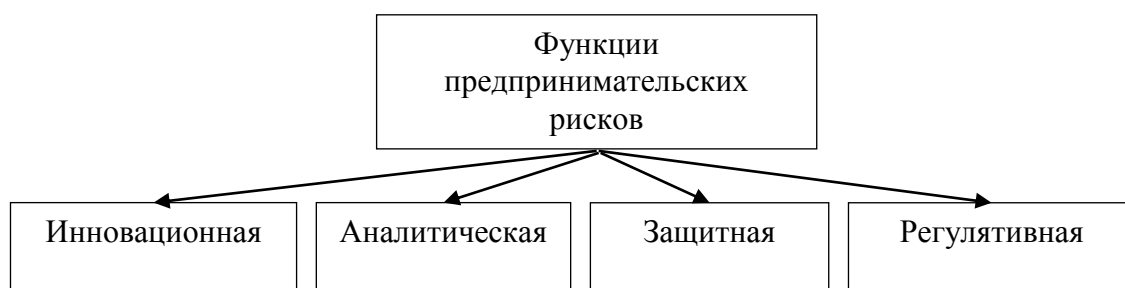 Функции
предпринимательских
рисков
Инновационная
Аналитическая
Защитная
Регулятивная